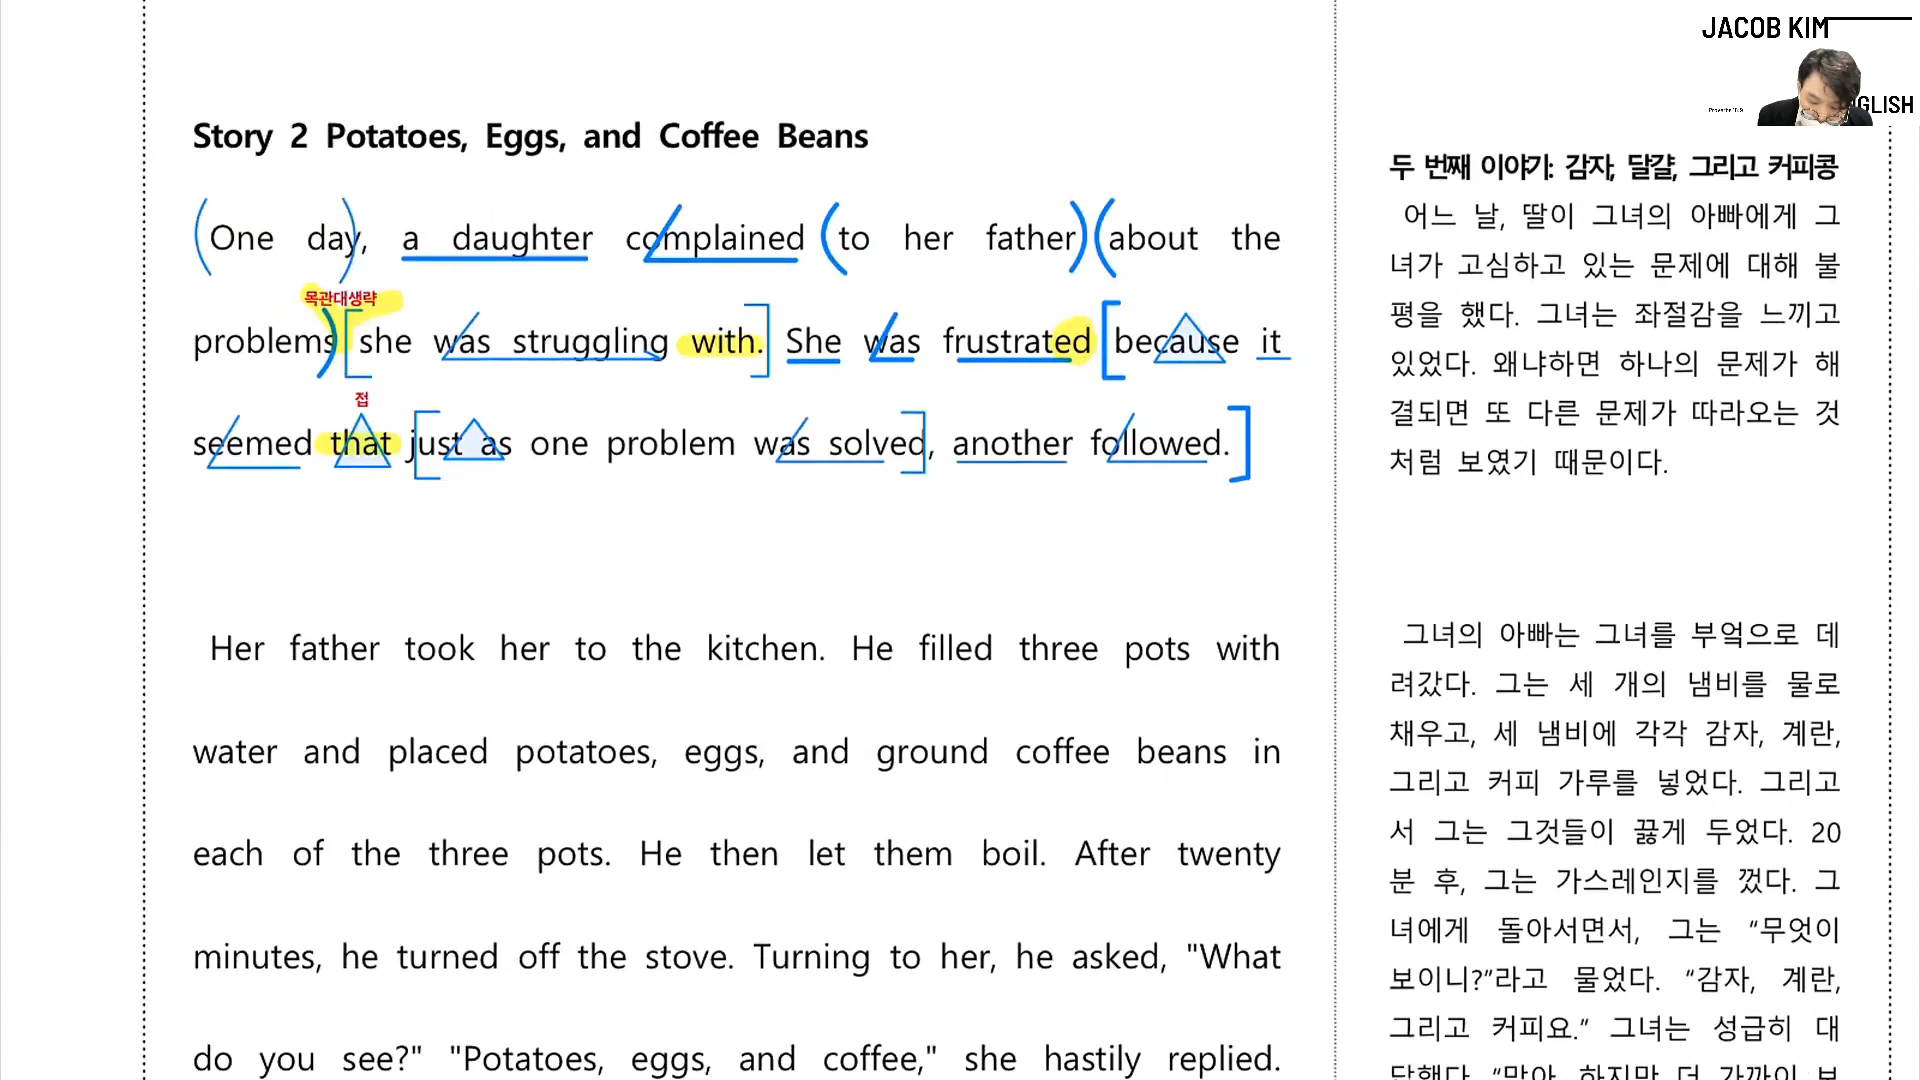 JACOB KIM
GLISH
Story 2 Potatoes, Eggs, and Coffee Beans
One day, a daughter complained to her father about the
목관대생략
problems she was struggling with. She was frustrated because it
접
seemed that just as one problem was solved, another followed.
Her father took her to the kitchen. He filled three pots with
water and placed potatoes, eggs, and ground coffee beans in
each of the three pots. He then let them boil. After twenty
minutes, he turned off the stove. Turning to her, he asked, "What
do you see?" "Potatoes, eggs, and coffee," she hastily replied.
두 번째 이야기: 감자, 달걀, 그리고 커피콩
어느 날, 딸이 그녀의 아빠에게 그
녀가 고심하고 있는 문제에 대해 불
평을 했다. 그녀는 좌절감을 느끼고
있었다. 왜냐하면 하나의 문제가 해
결되면 또 다른 문제가 따라오는 것
처럼 보였기 때문이다.
그녀의 아빠는 그녀를 부엌으로 데
려갔다. 그는 세 개의 냄비를 물로
채우고, 세 냄비에 각각 감자, 계란,
그리고 커피 가루를 넣었다. 그리고
서 그는 그것들이 끓게 두었다. 20
분 후, 그는 가스레인지를 껐다. 그
녀에게 돌아서면서, 그는 “무엇이
보이니?”라고 물었다. “감자, 계란,
그리고 커피요.” 그녀는 성급히 대
답했다. “맞아, 하지만 더 가까이 보